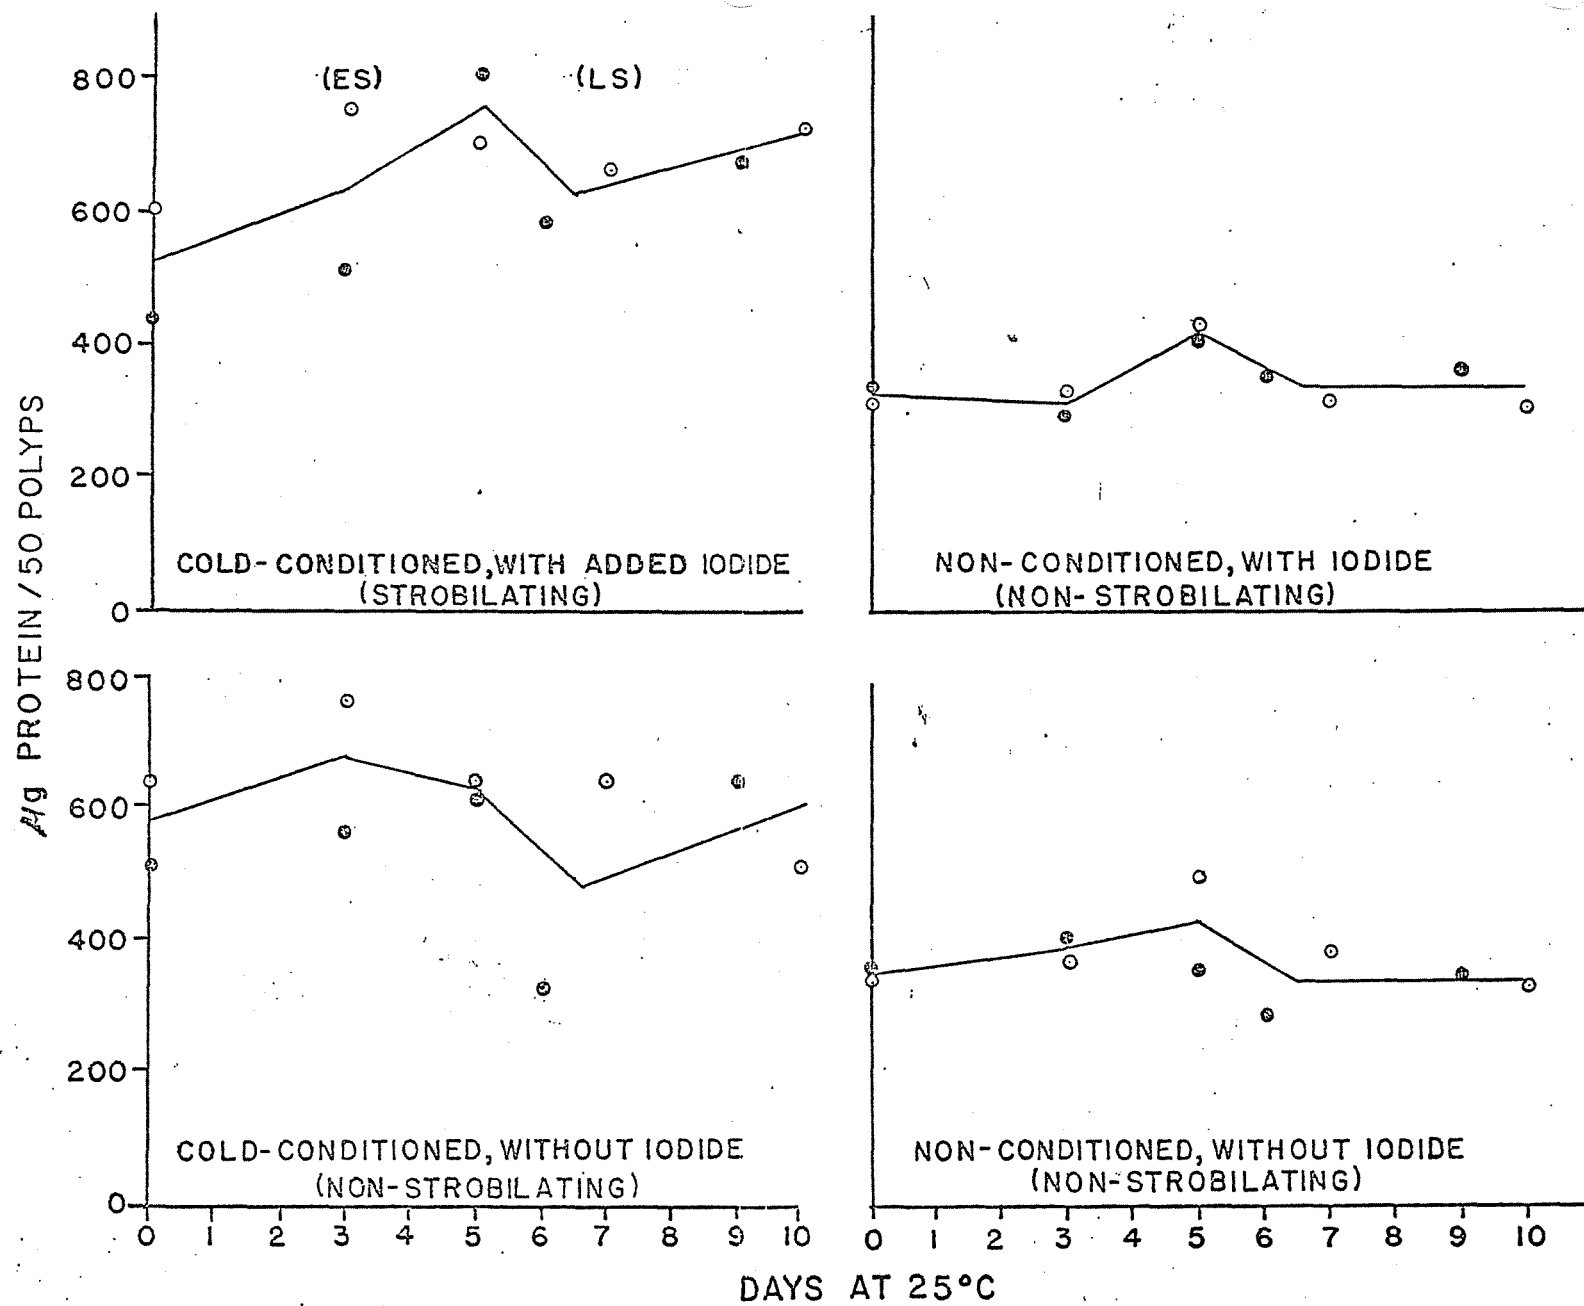 µg PROTEIN / 50 POLYPS
800
600
400
200
0
(ES)
(LS)
COLD-CONDITIONED, WITH ADDED IODIDE
(STROBILATING)
NON-CONDITIONED, WITH IODIDE
(NON-STROBILATING)
800
600
400
200
0
COLD-CONDITIONED, WITHOUT IODIDE
(NON-STROBILATING)
0 1 2 3 4 5 6 7 8 9 10
NON-CONDITIONED, WITHOUT IODIDE
(NON-STROBILATING)
0 1 2 3 4 5 6 7 8 9 10
DAYS AT 25°C